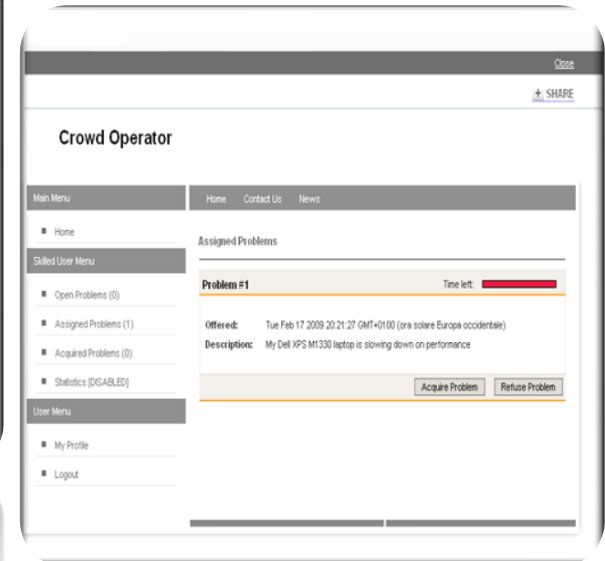 Close
SHARE
Crowd Operator
Main Menu
Home Contact Us News
Home
Assigned Problems
Skilled User Menu
Problem #1 Time left:
Open Problems (0)
Assigned Problems (1)
Offered: Tue Feb 17 2009 20:21:27 GMT+0100 (ora solare Europa occidentale)
Description: My Dell XPS M1330 laptop is slowing down on performance
Acquired Problems (0)
Statistics [DISABLED]
Acquire Problem Refuse Problem
User Menu
My Profile
Logout